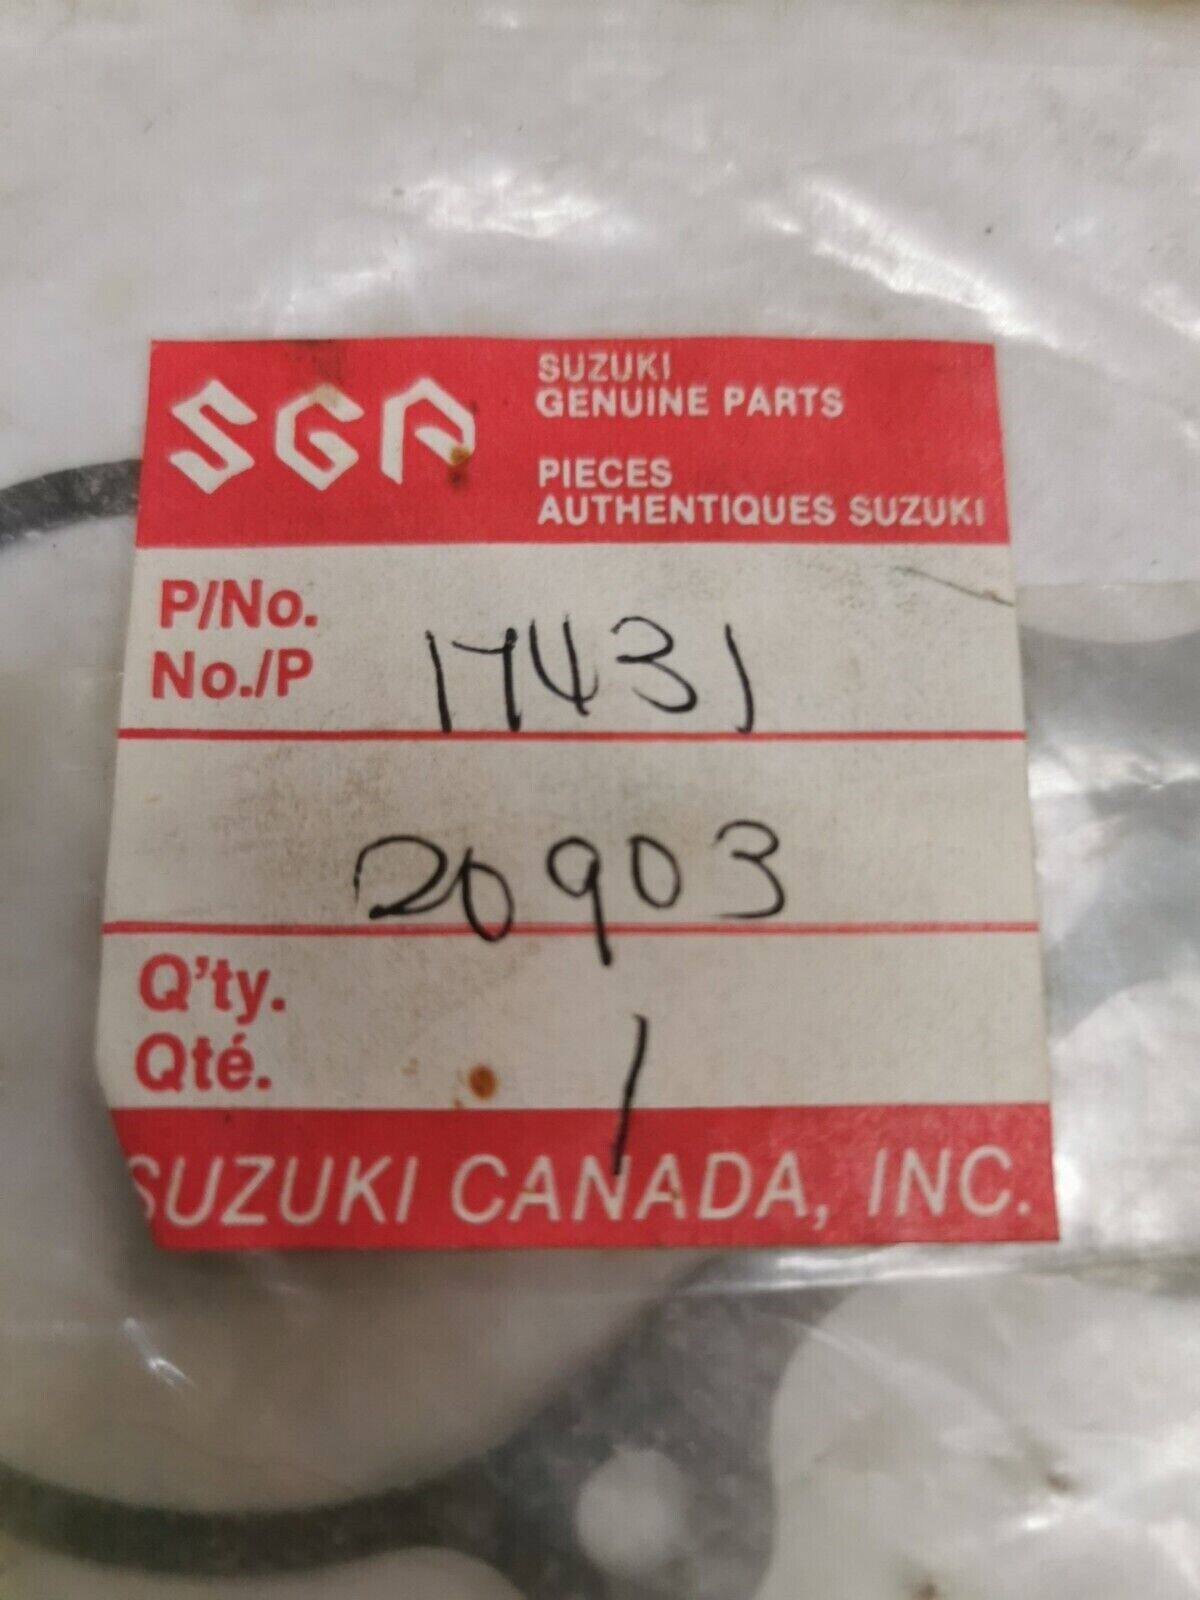 SGP
SUZUKI
GENUINE PARTS
PIECES
AUTHENTIQUES SUZUKI
P/No.
No./P
17431
20903
Q'ty.
Qté.
1
SUZUKI CANADA, INC.